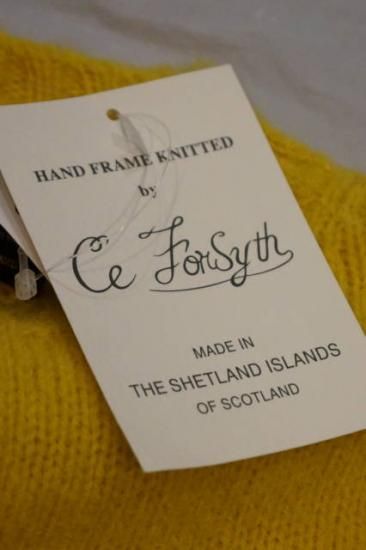 HAND FRAME KNITTED
by
Ce Forsyth
MADE IN
THE SHETLAND ISLANDS
OF SCOTLAND